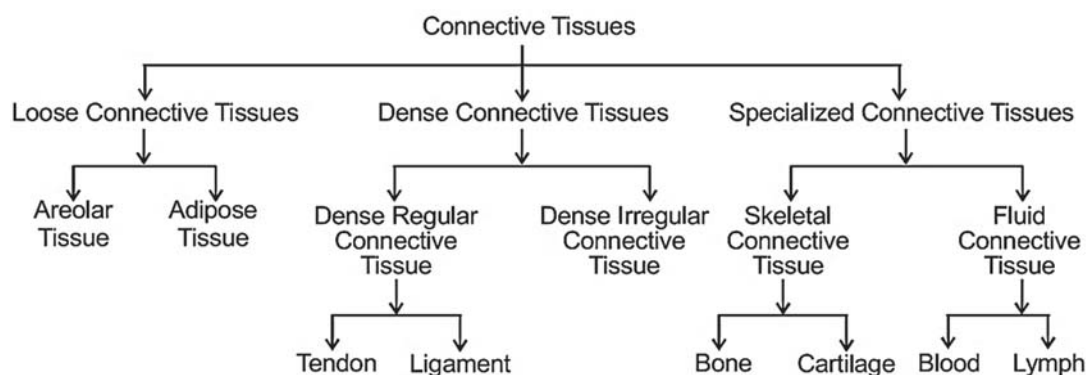 Connective Tissues
Loose Connective Tissues
Dense Connective Tissues
Specialized Connective Tissues
Areolar
Tissue
Adipose
Tissue
Dense Regular
Connective
Tissue
Dense Irregular
Connective
Tissue
Skeletal
Connective
Tissue
Fluid
Connective
Tissue
Tendon
Ligament
Bone
Cartilage
Blood
Lymph